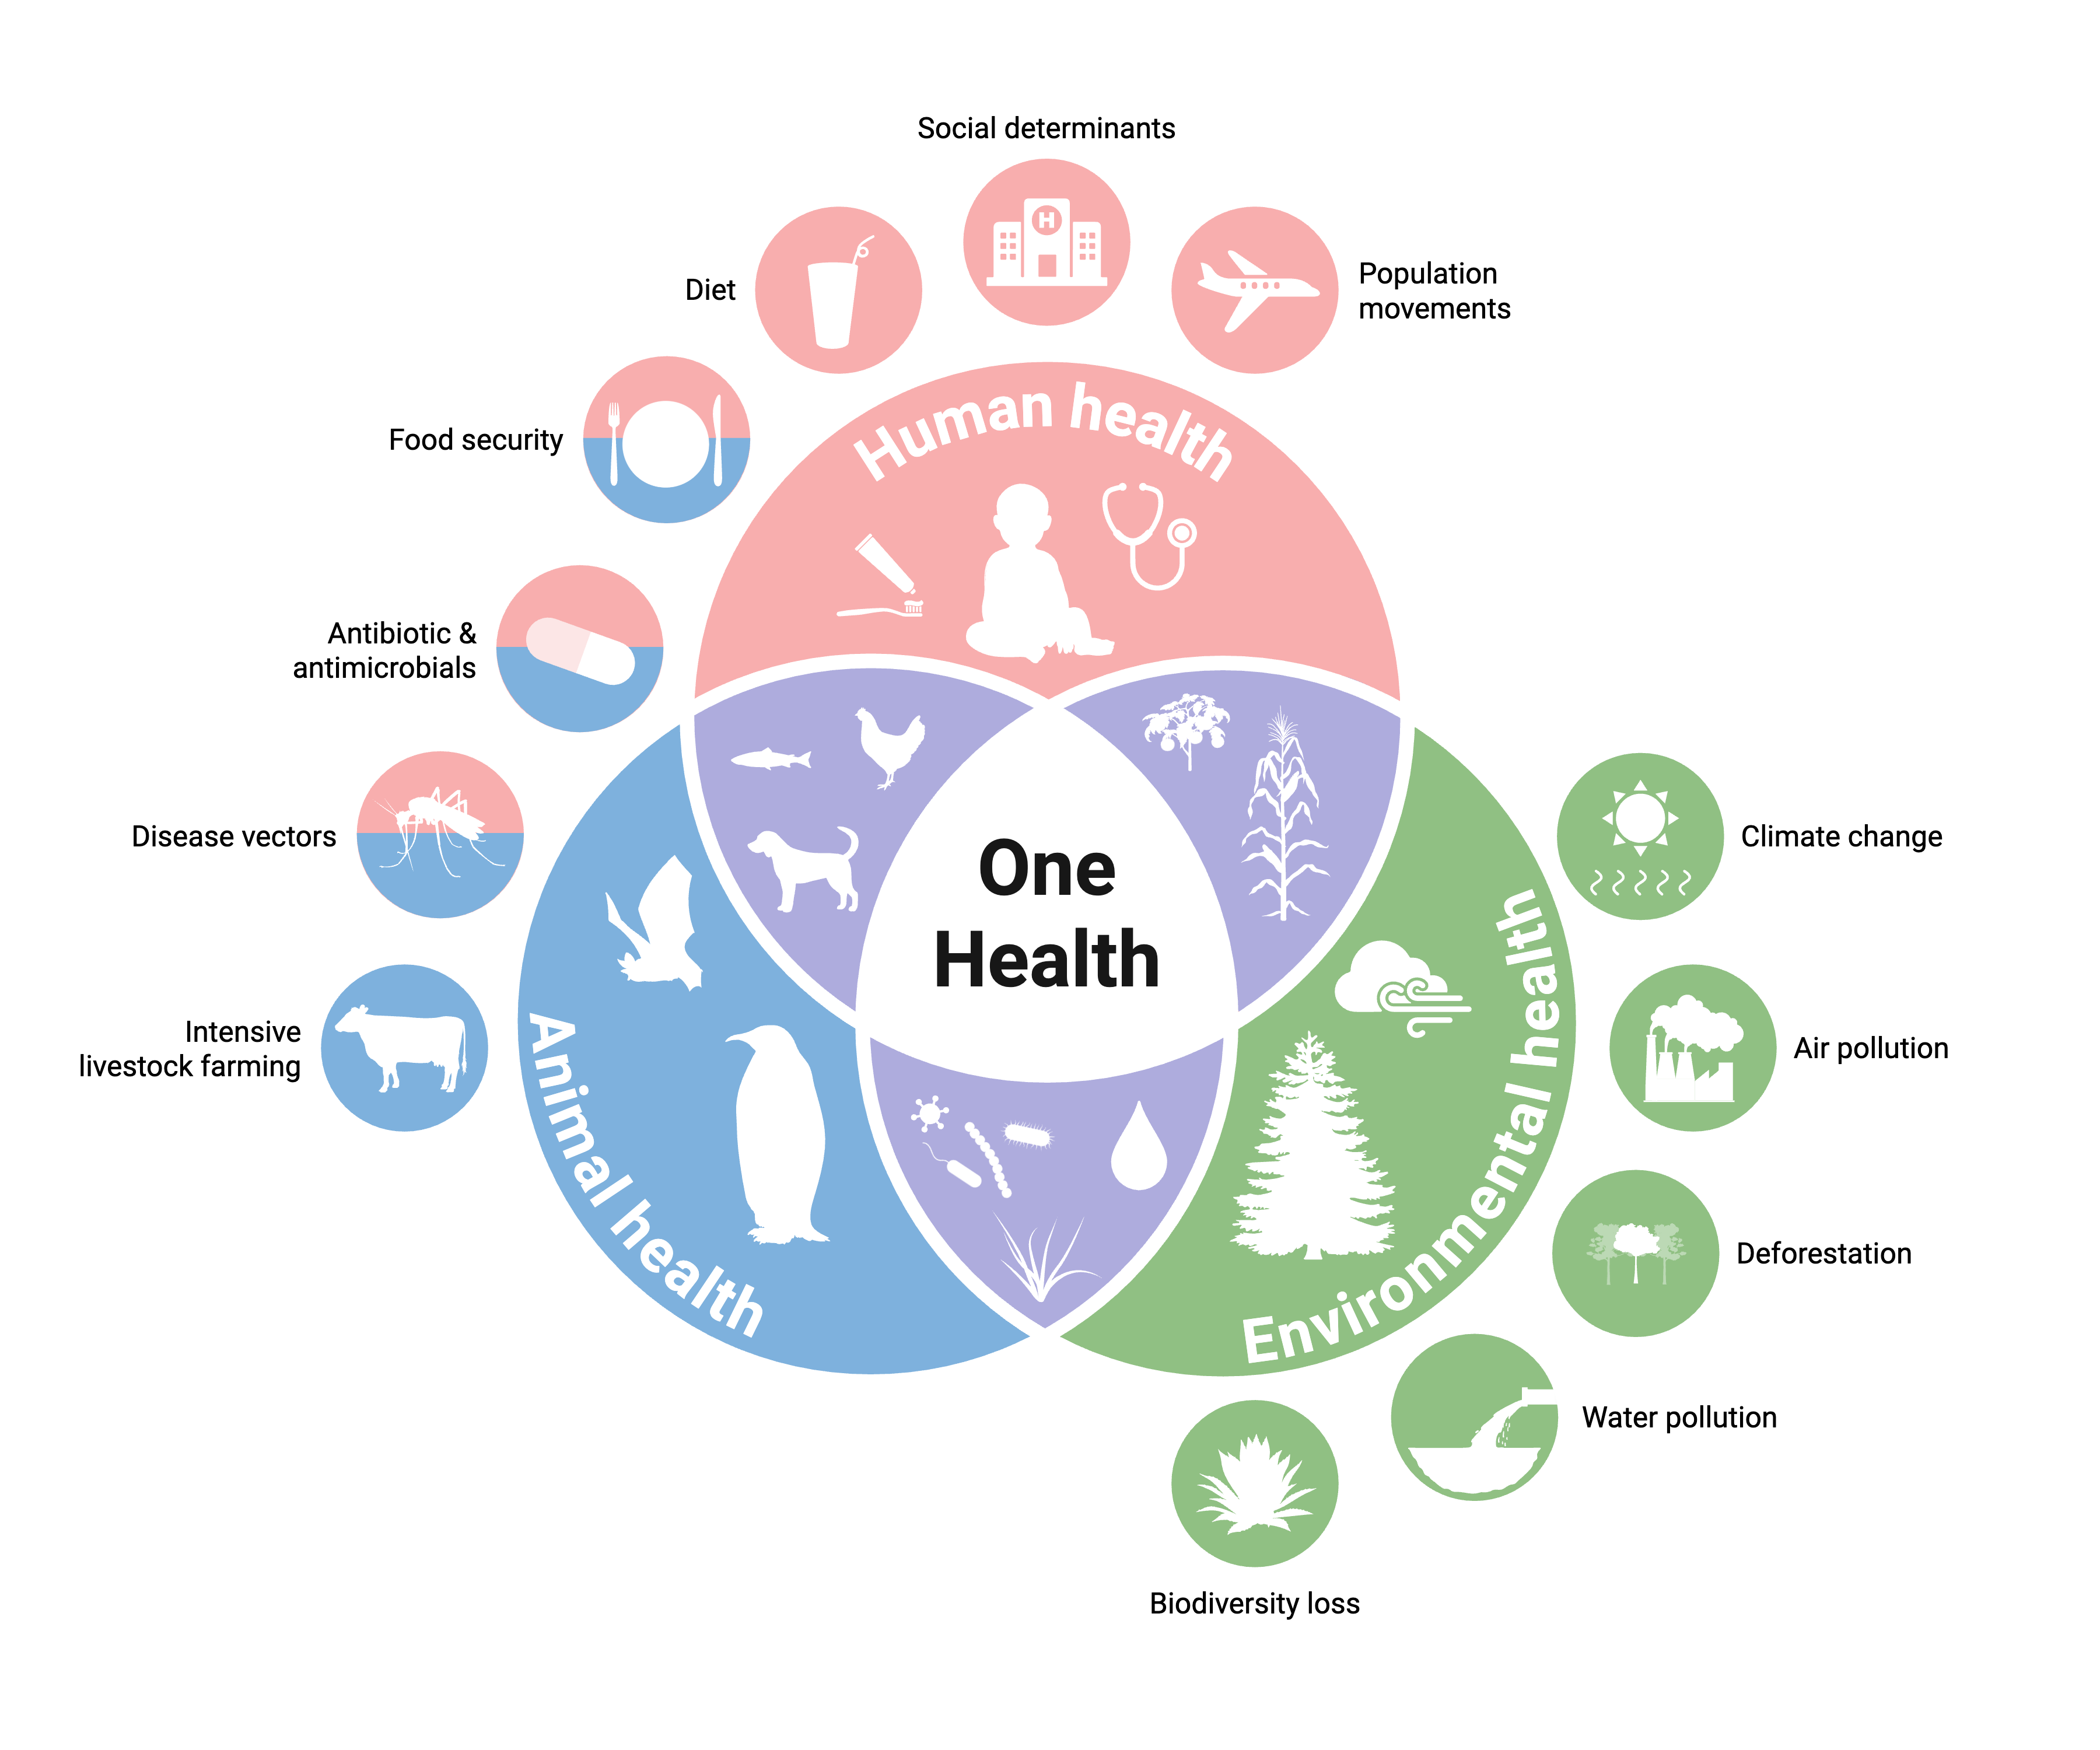 Social determinants
Diet
Population
movements
Food security
Antibiotic &
antimicrobials
Disease vectors
Intensive
livestock farming
H
Human health
Animal health
Environmental health
One
Health
Climate change
Air pollution
Deforestation
Water pollution
Biodiversity loss